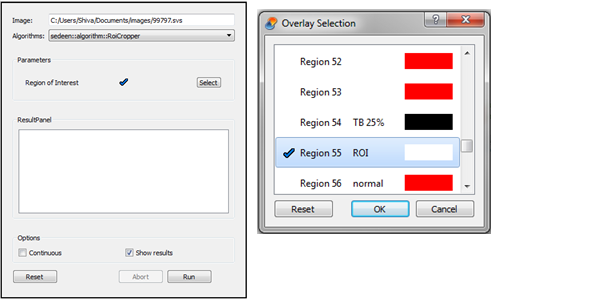 Image: C:/Users/Shiva/Documents/images/99797.svs
Algorithms: sedeen::algorithm::RoiCropper
Parameters
Region of Interest Select
ResultPanel
Options
Continuous Show results
Reset Abort Run
Overlay Selection
Region 52
Region 53
Region 54 TB 25%
Region 55 ROI
Region 56 normal
Reset OK Cancel